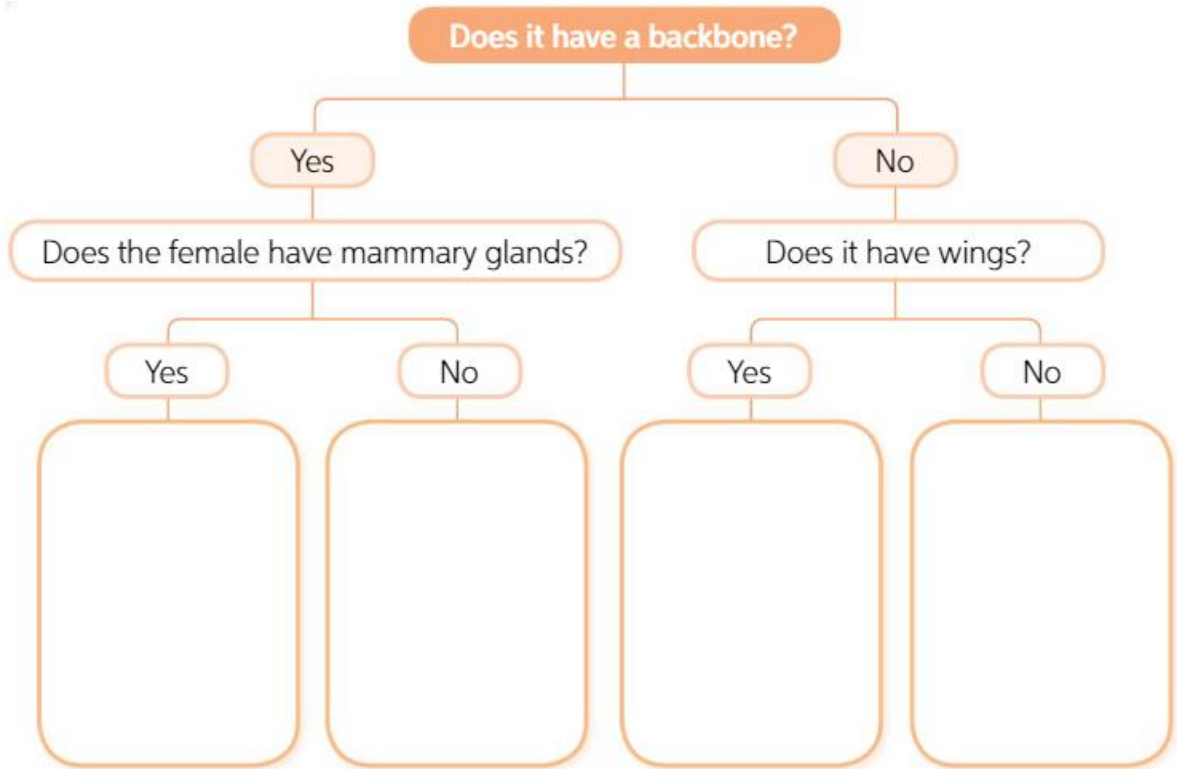 Does it have a backbone?
Yes
No
Does the female have mammary glands?
Does it have wings?
Yes
No
Yes
No